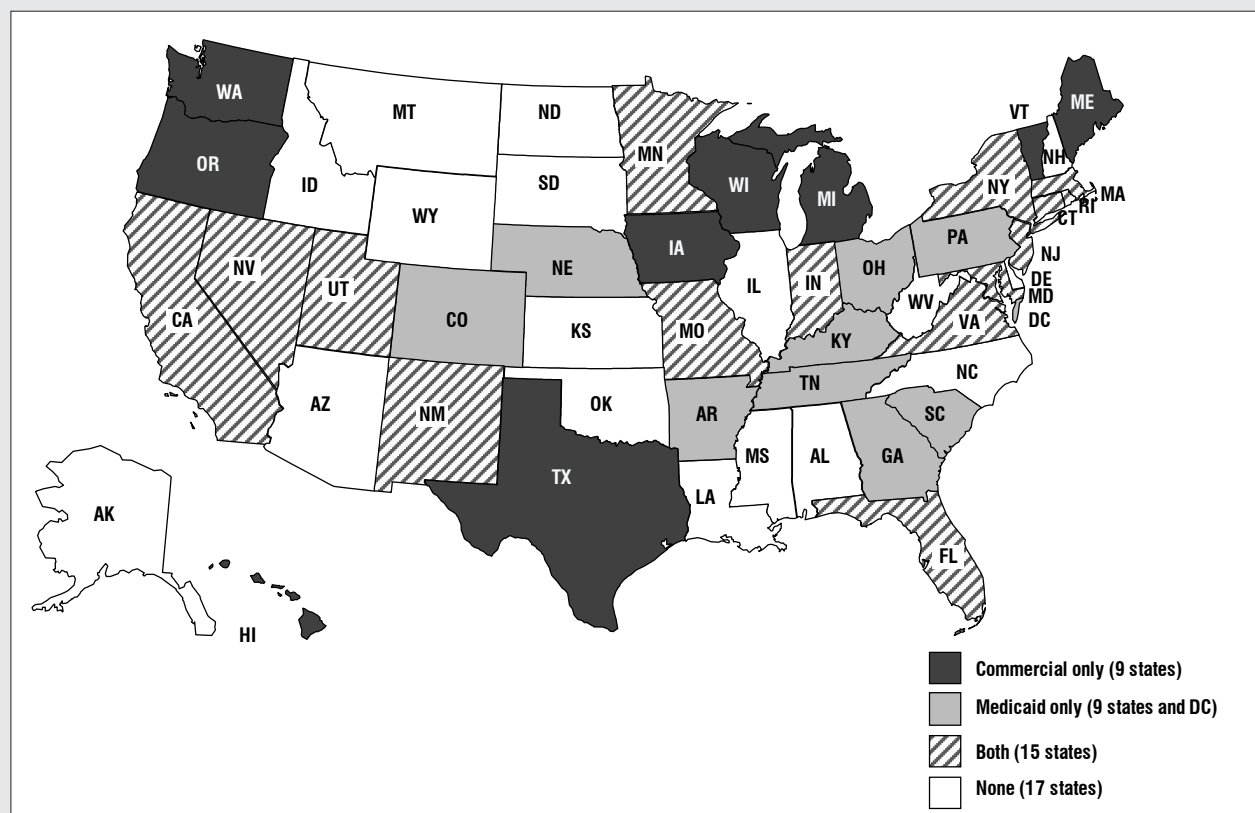 WA
ME
VT
MT
ND
MN
NH
OR
WI
NY
MA
ID
SD
MI
RI
WY
CT
IA
PA
NJ
NE
OH
NV
DE
UT
IL
IN
MD
WV
DC
CA
CO
MO
VA
KS
KY
NC
TN
AZ
NM
OK
AR
SC
MS
AL
GA
TX
LA
AK
FL
HI
Commercial only (9 states)
Medicaid only (9 states and DC)
Both (15 states)
None (17 states)